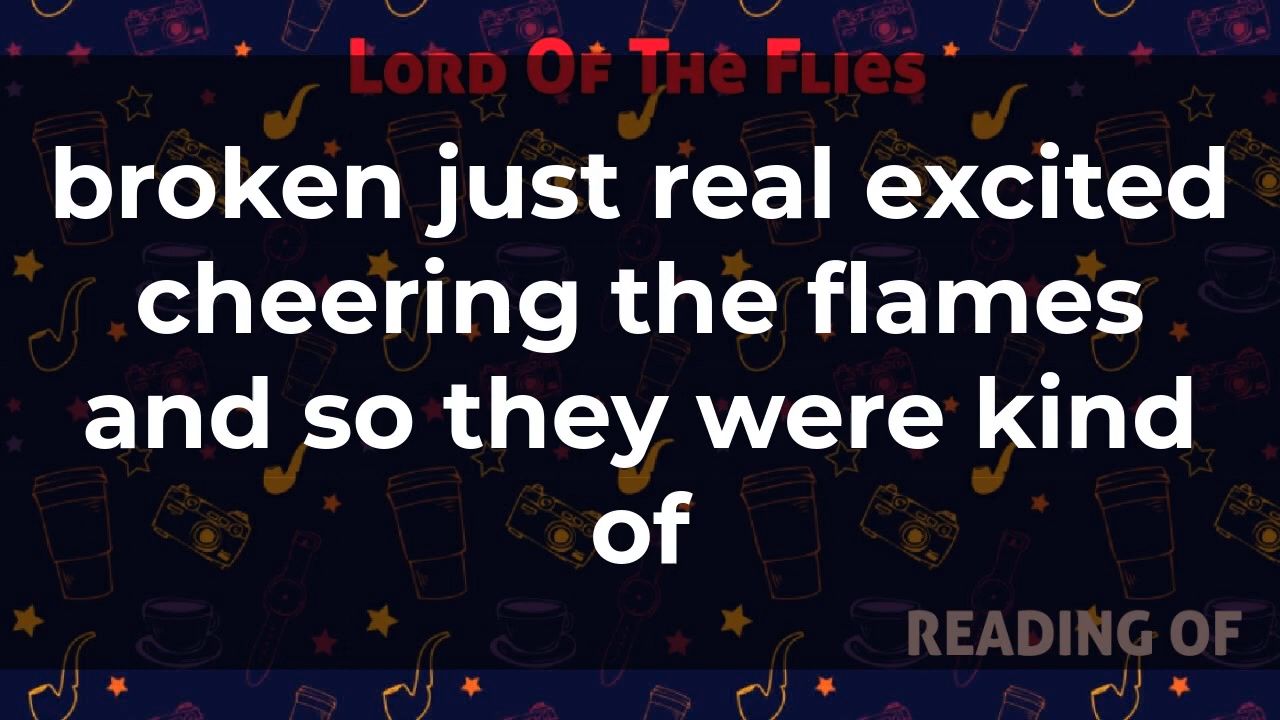 Lord Of The Flies
broken just real excited
cheering the flames
and so they were kind
of
READING OF